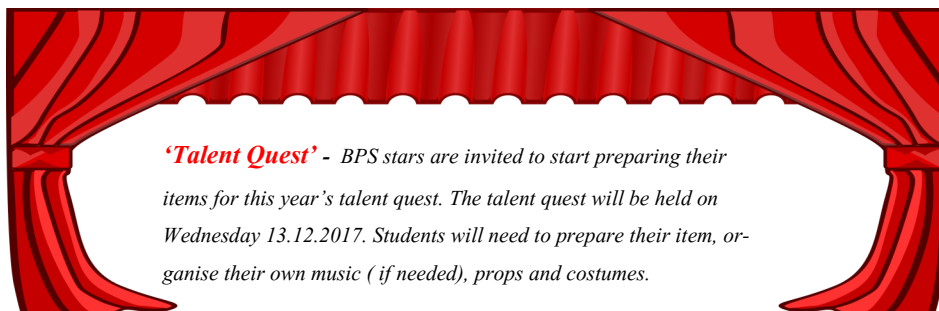 ‘Talent Quest’ - BPS stars are invited to start preparing their
items for this year’s talent quest. The talent quest will be held on
Wednesday 13.12.2017. Students will need to prepare their item, or-
ganise their own music ( if needed), props and costumes.